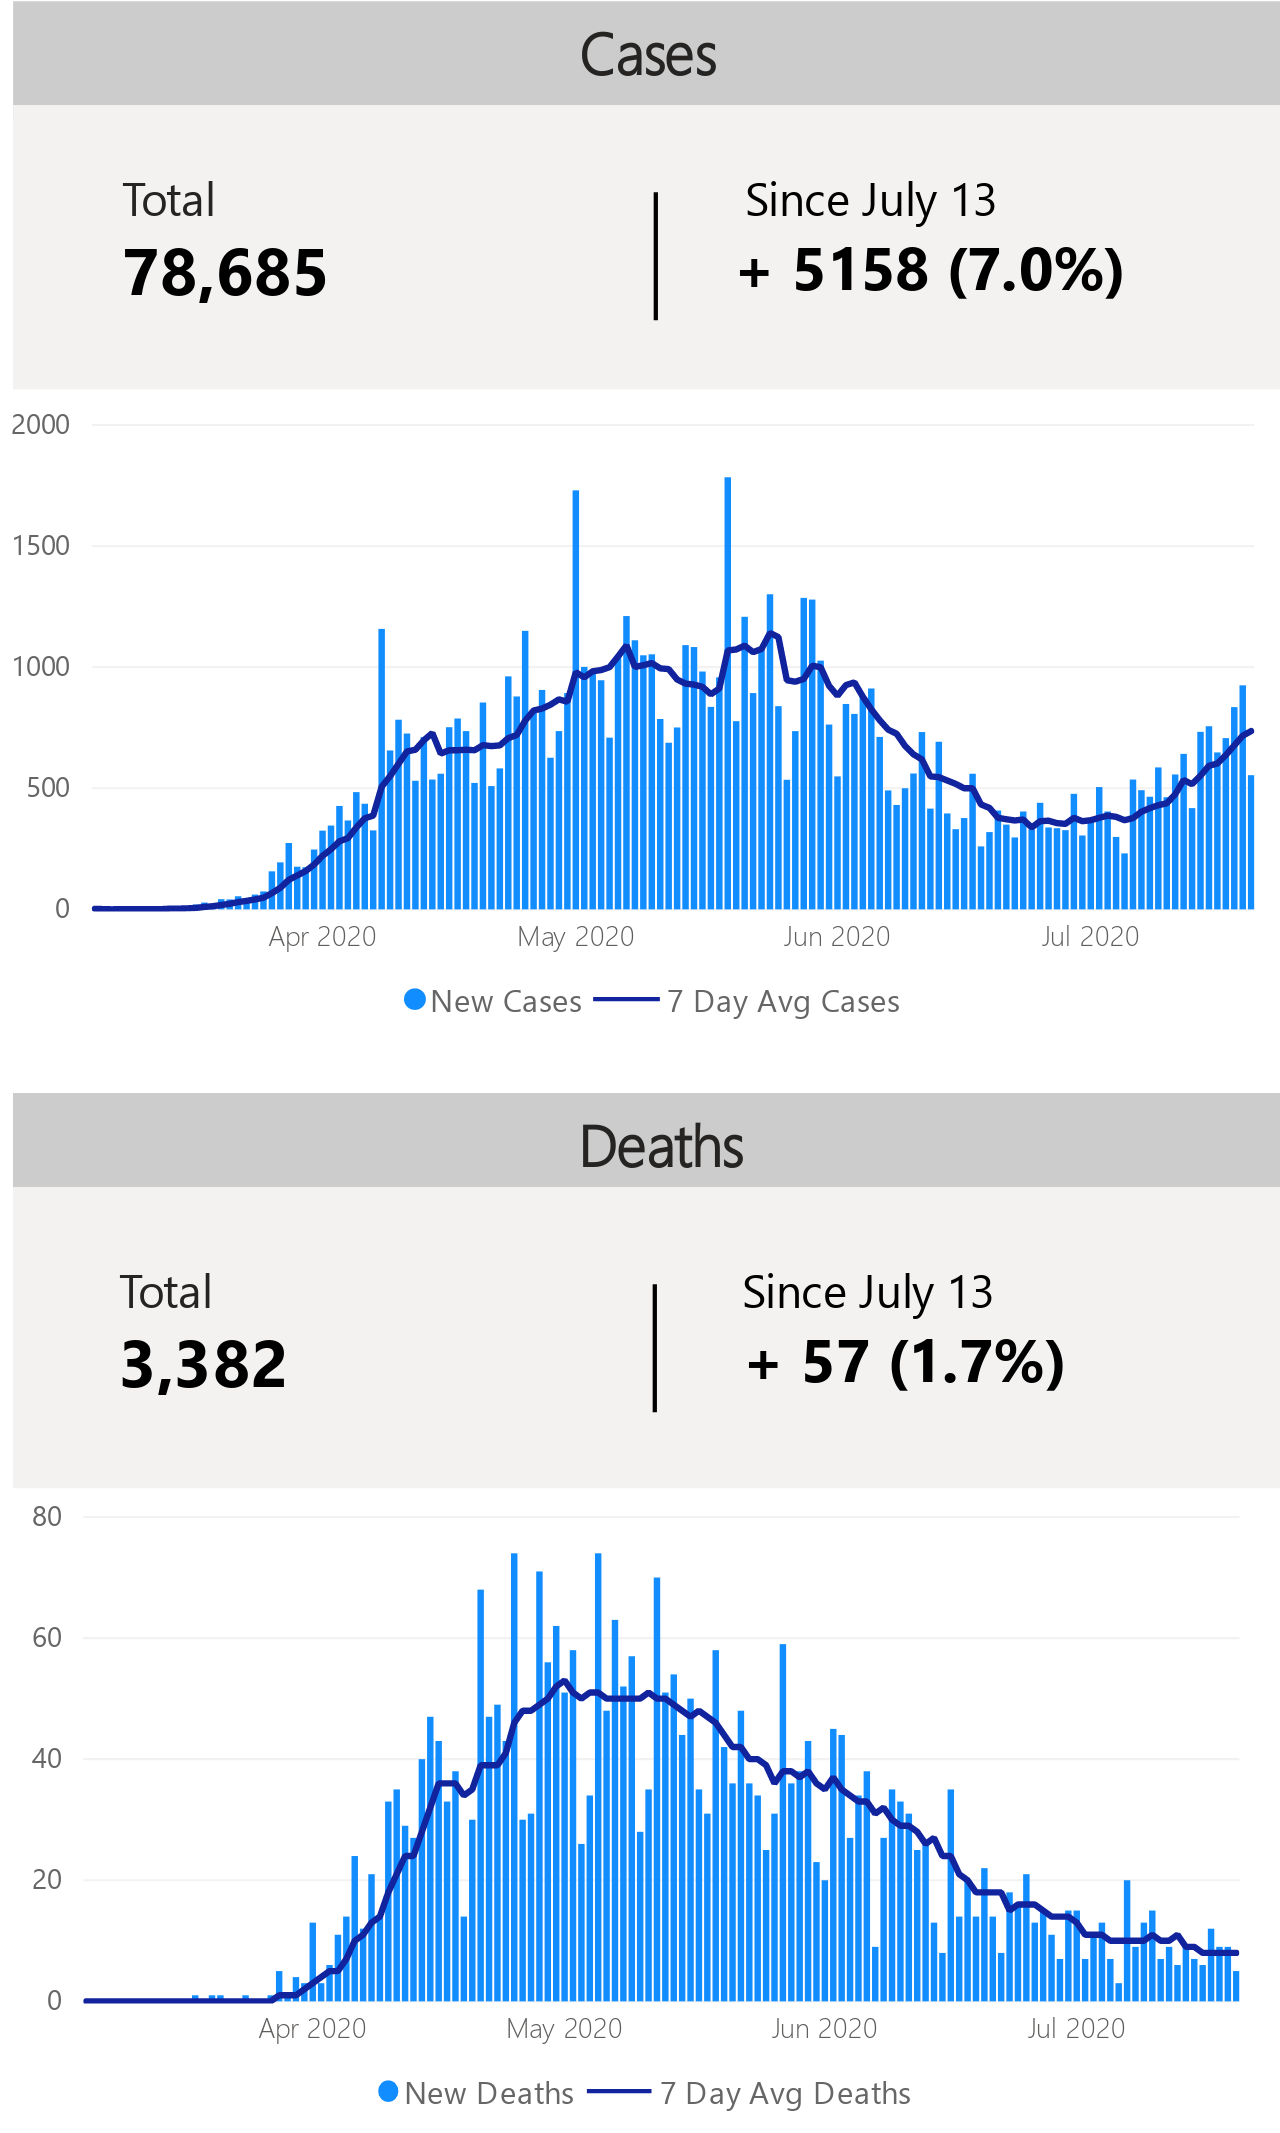 Cases
Total
78,685
Since July 13
+ 5158 (7.0%)
2000
1500
1000
500
0
Apr 2020
May 2020
Jun 2020
Jul 2020
New Cases
7 Day Avg Cases
Deaths
Total
3,382
Since July 13
+ 57 (1.7%)
80
60
40
20
0
Apr 2020
May 2020
Jun 2020
Jul 2020
New Deaths
7 Day Avg Deaths